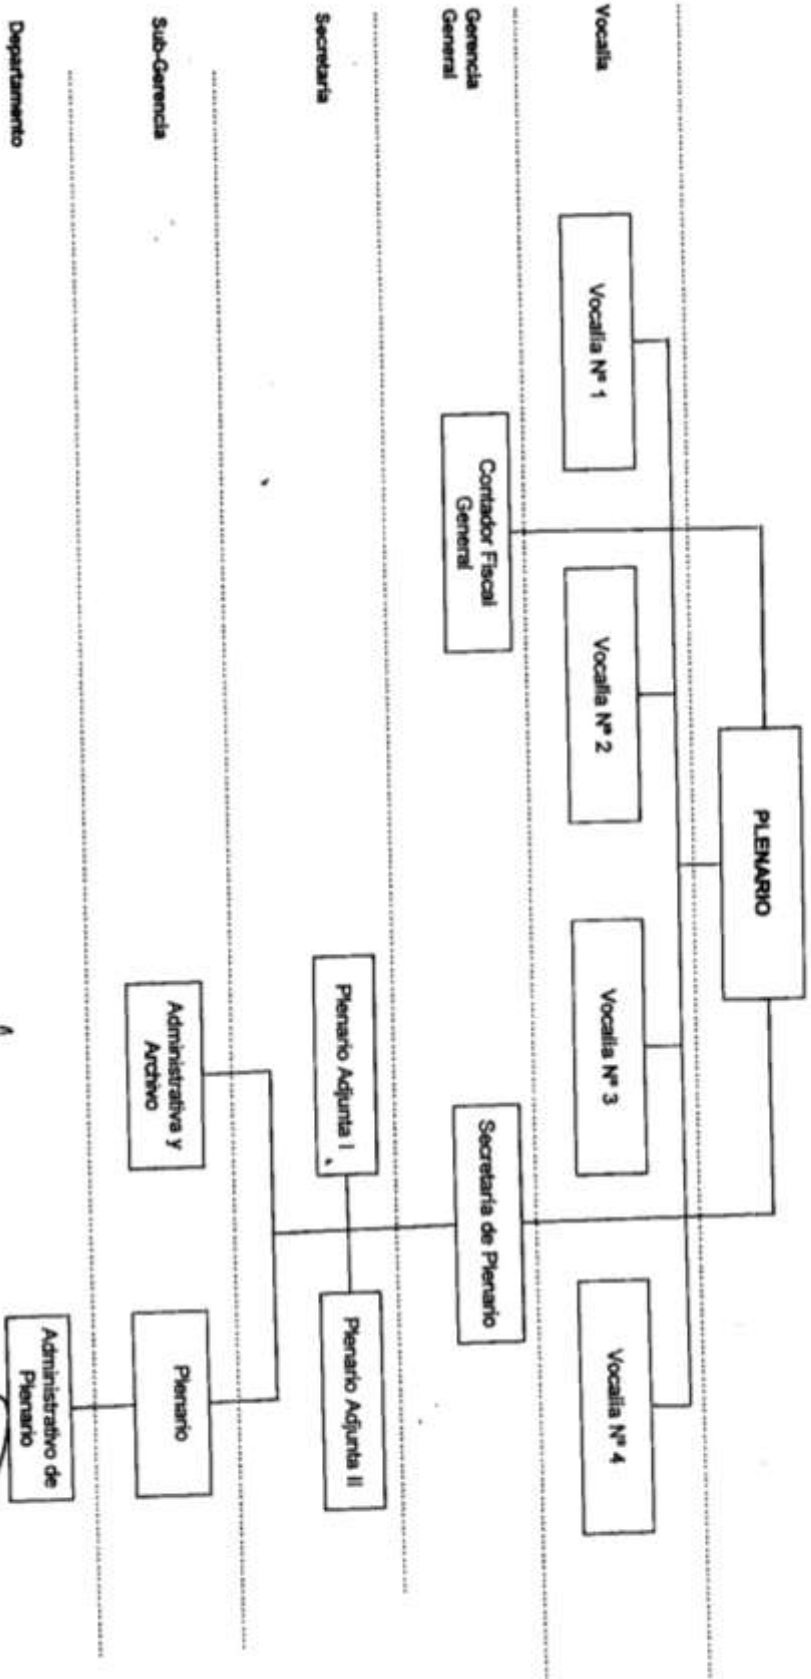 PLENARIO
Vocalía
Vocalía Nº 1
Vocalía Nº 2
Vocalía Nº 3
Vocalía Nº 4
Gerencia
General
Contador Fiscal
General
Secretaría de Plenario
Secretaría
Plenario Adjunta I
Plenario Adjunta II
Sub-Gerencia
Administrativa y
Archivo
Plenario
Departamento
Administrativo de
Plenario